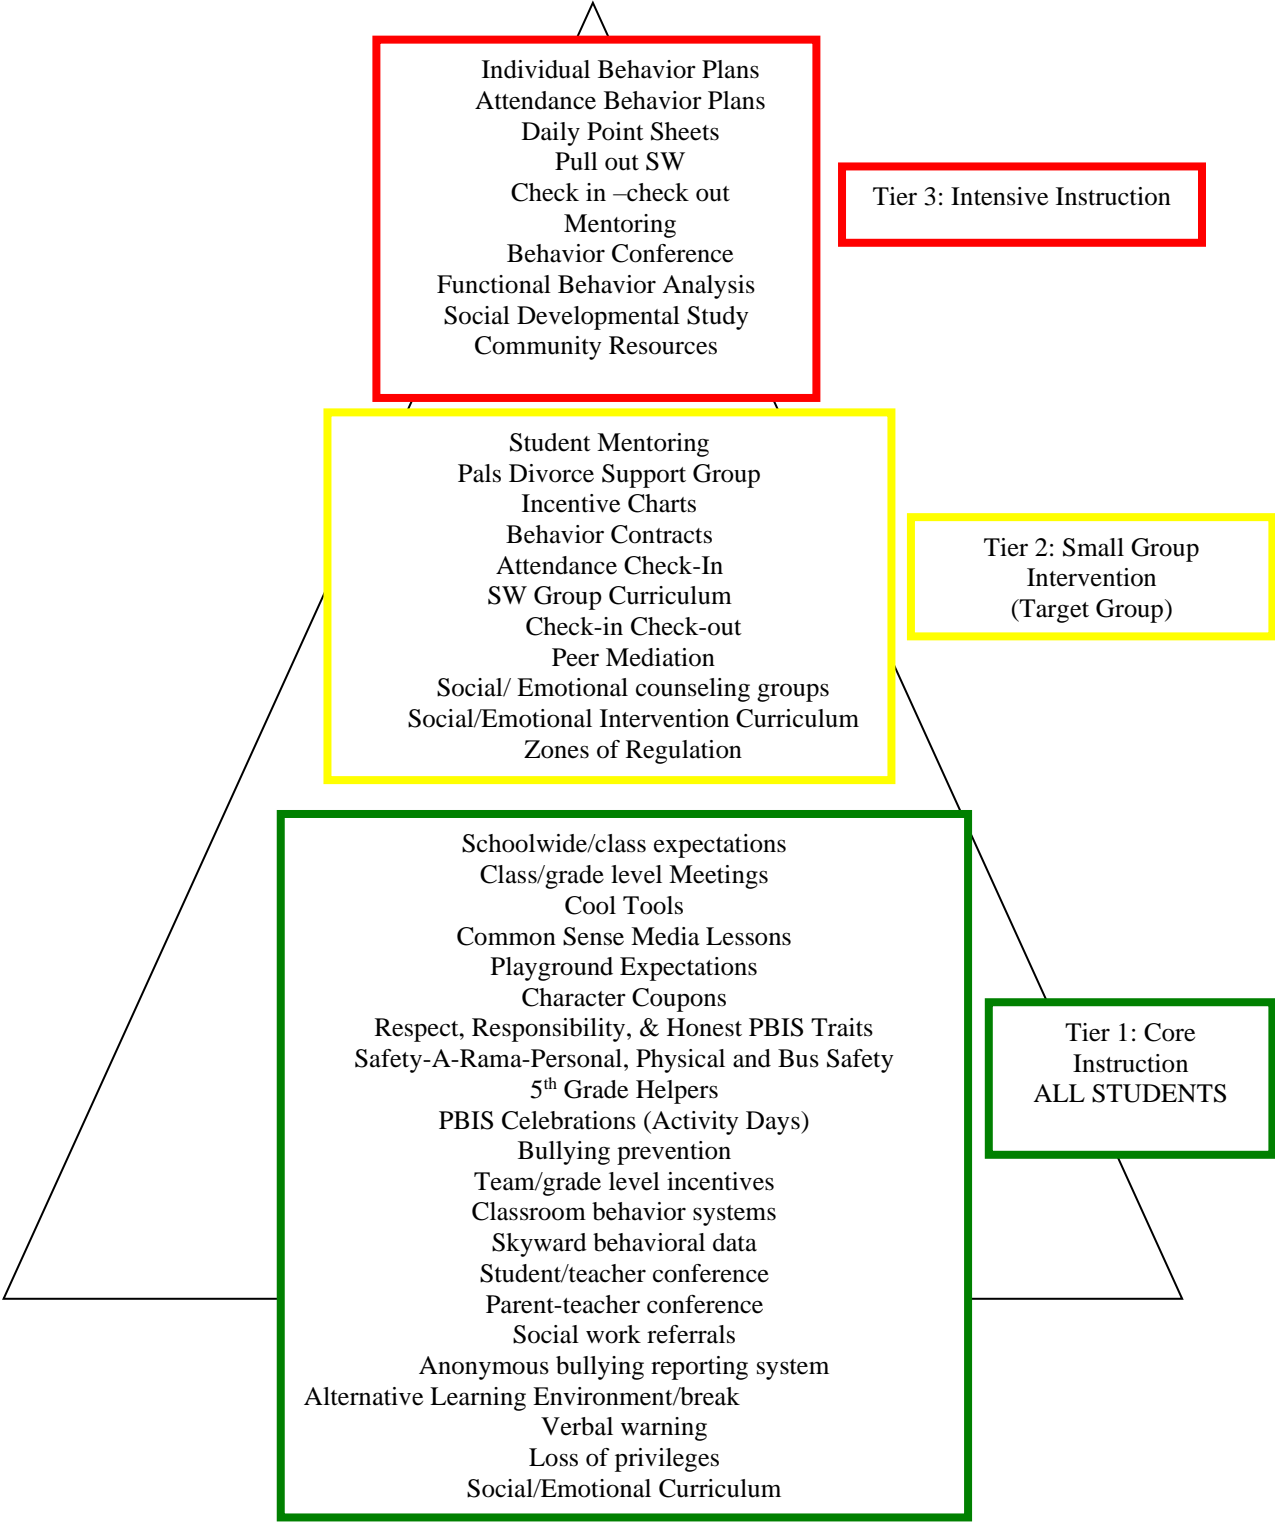 Individual Behavior Plans
Attendance Behavior Plans
Daily Point Sheets
Pull out SW
Check in –check out
Mentoring
Behavior Conference
Functional Behavior Analysis
Social Developmental Study
Community Resources
Tier 3: Intensive Instruction
Student Mentoring
Pals Divorce Support Group
Incentive Charts
Behavior Contracts
Attendance Check-In
SW Group Curriculum
Check-in Check-out
Peer Mediation
Social/ Emotional counseling groups
Social/Emotional Intervention Curriculum
Zones of Regulation
Tier 2: Small Group
Intervention
(Target Group)
Schoolwide/class expectations
Class/grade level Meetings
Cool Tools
Common Sense Media Lessons
Playground Expectations
Character Coupons
Respect, Responsibility, & Honest PBIS Traits
Safety-A-Rama-Personal, Physical and Bus Safety
5th Grade Helpers
PBIS Celebrations (Activity Days)
Bullying prevention
Team/grade level incentives
Classroom behavior systems
Skyward behavioral data
Student/teacher conference
Parent-teacher conference
Social work referrals
Anonymous bullying reporting system
Alternative Learning Environment/break
Verbal warning
Loss of privileges
Social/Emotional Curriculum
Tier 1: Core
Instruction
ALL STUDENTS